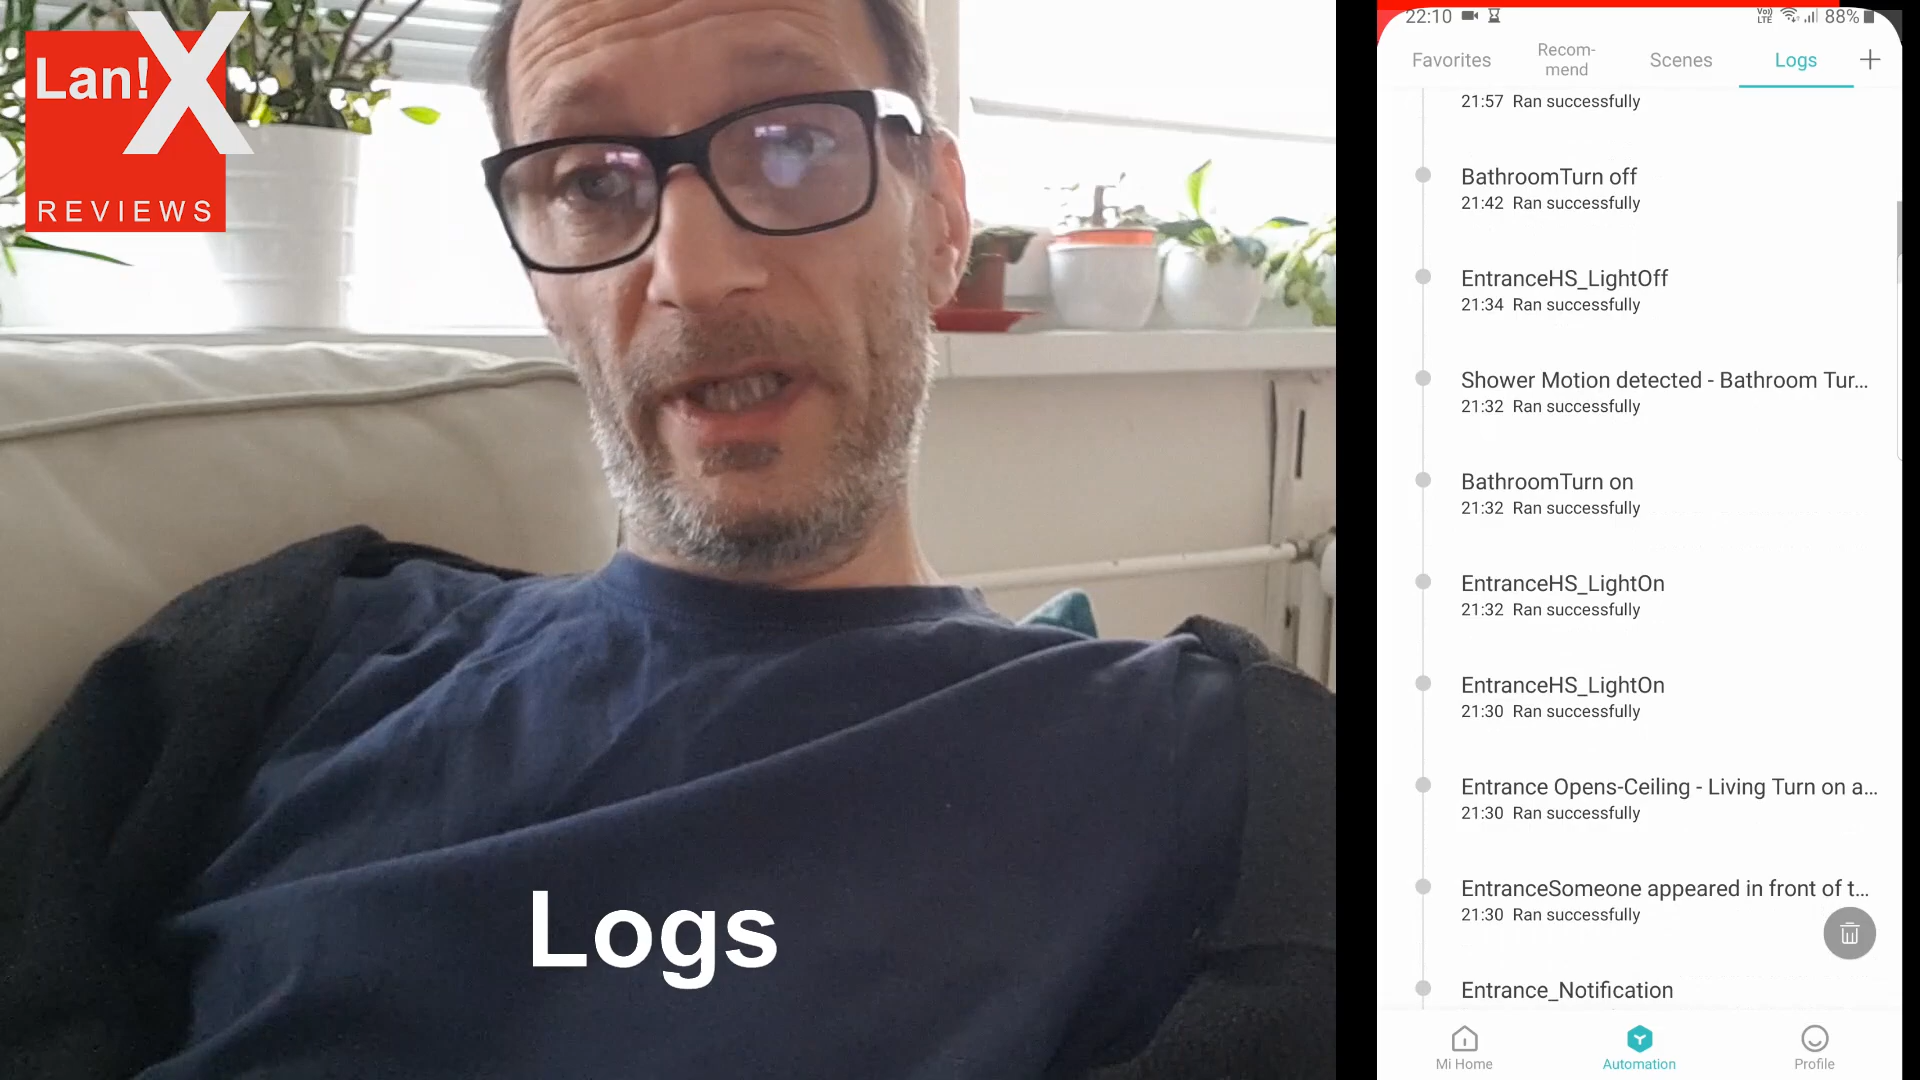 Lan!X
REVIEWS
Logs
22:10
Vo))
LTE
88%
Favorites
Recom-
mend
Scenes
Logs
21:57 Ran successfully
BathroomTurn off
21:42 Ran successfully
EntranceHS_LightOff
21:34 Ran successfully
Shower Motion detected - Bathroom Tur...
21:32 Ran successfully
BathroomTurn on
21:32 Ran successfully
EntranceHS_LightOn
21:32 Ran successfully
EntranceHS_LightOn
21:30 Ran successfully
Entrance Opens-Ceiling - Living Turn on a...
21:30 Ran successfully
EntranceSomeone appeared in front of t...
21:30 Ran successfully
Entrance_Notification
Mi Home
Automation
Profile